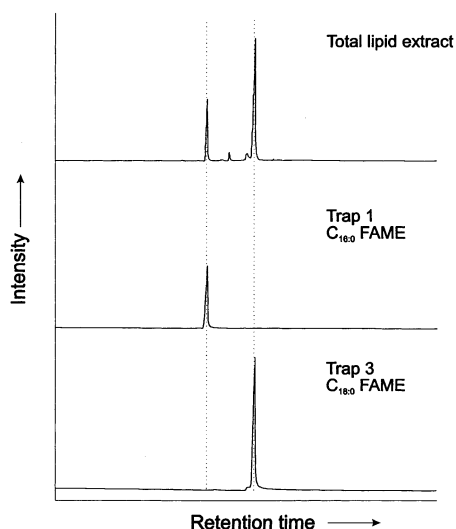 Total lipid extract
Trap 1
C16:0 FAME
Trap 3
C18:0 FAME
Intensity
Retention time